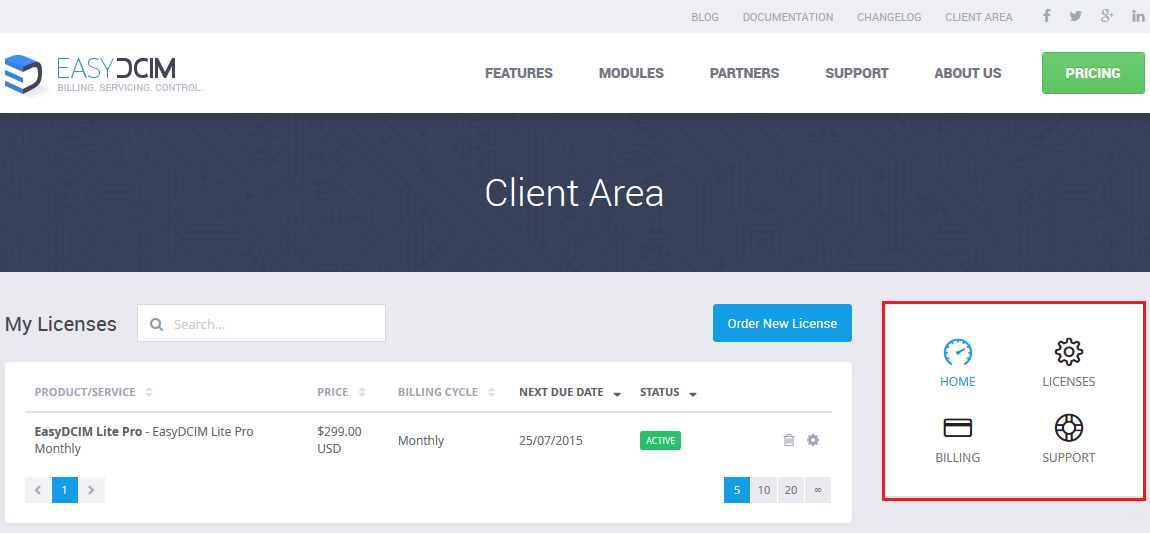 BLOG DOCUMENTATION CHANGELOG CLIENT AREA
EASYDCIM
BILLING. SERVICING. CONTROL.
FEATURES MODULES PARTNERS SUPPORT ABOUT US PRICING
Client Area
My Licenses
Search...
Order New License
PRODUCT/SERVICE PRICE BILLING CYCLE NEXT DUE DATE STATUS
EasyDCIM Lite Pro - EasyDCIM Lite Pro
Monthly
$299.00
USD
Monthly
25/07/2015
ACTIVE
1
5 10 20 ∞
HOME LICENSES
BILLING SUPPORT